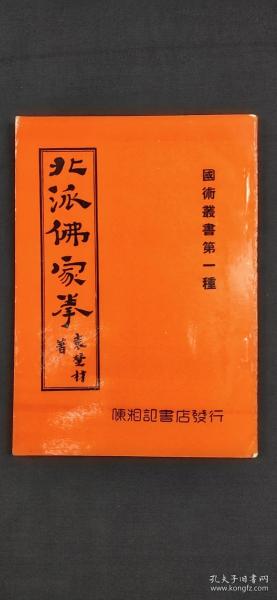 國術叢書第一種
北派佛家拳
袁楚材
著
陳湘記書店發行
孔夫子旧书网